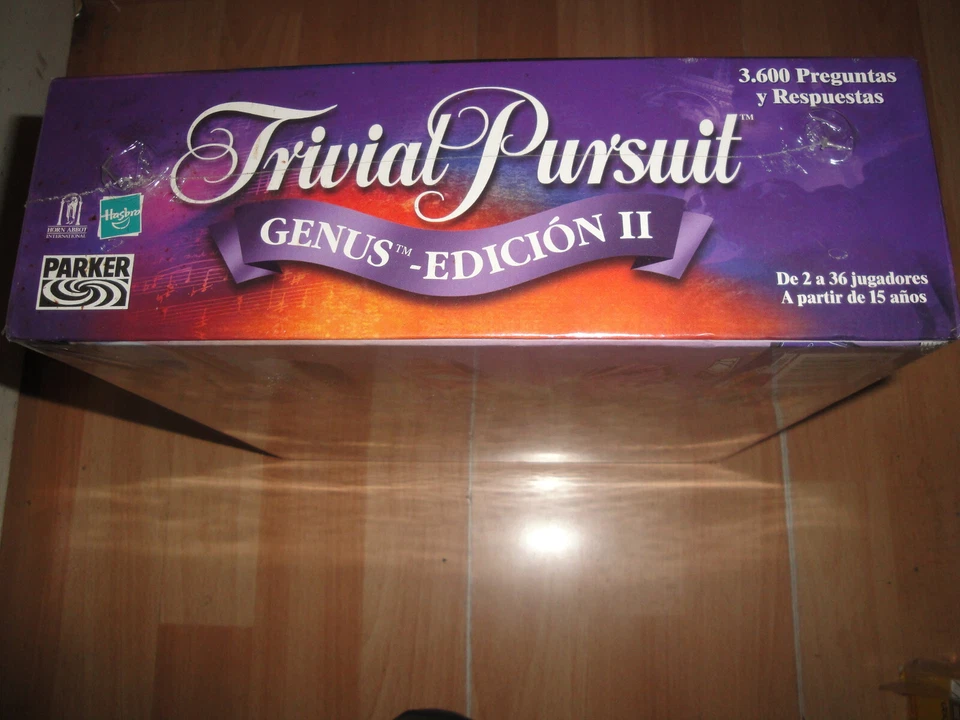 3.600 Preguntas
y Respuestas
Trivial Pursuit™
GENUS™-EDICIÓN II
HORN ABBOT
INTERNATIONAL
Hasbro
PARKER
De 2 a 36 jugadores
A partir de 15 años